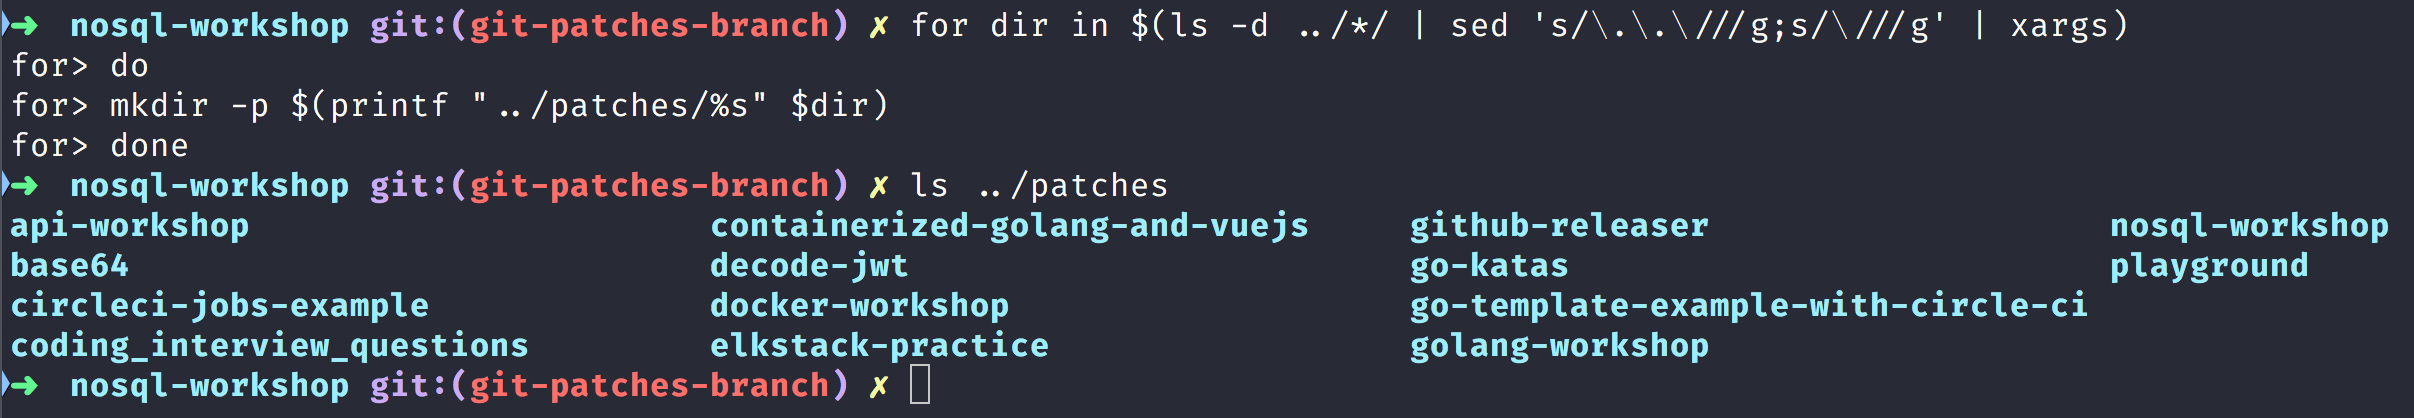 ➜  nosql-workshop git:(git-patches-branch) ✗ for dir in $(ls -d ../*/ | sed 's/\.\.\///g;s/\///g' | xargs)
for> do
for> mkdir -p $(printf "../patches/%s" $dir)
for> done
➜  nosql-workshop git:(git-patches-branch) ✗ ls ../patches
api-workshop containerized-golang-and-vuejs github-releaser nosql-workshop
base64 decode-jwt go-katas playground
circleci-jobs-example docker-workshop go-template-example-with-circle-ci
coding_interview_questions elkstack-practice golang-workshop
➜  nosql-workshop git:(git-patches-branch) ✗